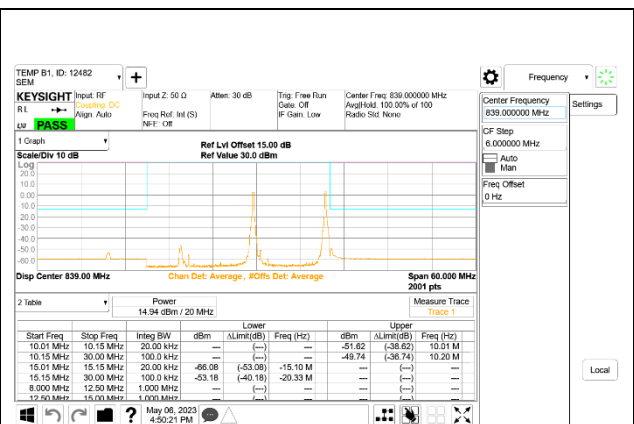 TEMP B1, ID: 12482
SEM
Frequency
KEYSIGHT
Input: RF
Coupling: DC
Align: Auto
Input Z: 50 Ω
Freq Ref: Int (S)
NFE: Off
Atten: 30 dB
Trig: Free Run
Gate: Off
IF Gain: Low
Center Freq: 839.000000 MHz
Avg|Hold: 100.00% of 100
Radio Std: None
PASS
Center Frequency
839.000000 MHz
Settings
CF Step
6.000000 MHz
Auto
Man
Freq Offset
0 Hz
1 Graph
Scale/Div 10 dB
Ref Lvl Offset 15.00 dB
Ref Value 30.0 dBm
Log
20.0
10.0
0.00
-10.0
-20.0
-30.0
-40.0
-50.0
-60.0
Disp Center 839.00 MHz
Chan Det: Average, #Offs Det: Average
Span 60.000 MHz
2001 pts
2 Table
Power
14.94 dBm / 20 MHz
Measure Trace
Trace 1
Lower Upper
Start Freq Stop Freq Integ BW dBm ΔLimit(dB) Freq (Hz) dBm ΔLimit(dB) Freq (Hz)
10.01 MHz 10.15 MHz 20.00 kHz --- (---) --- -51.62 (-38.62) 10.01 M
10.15 MHz 30.00 MHz 100.0 kHz --- (---) --- -49.74 (-36.74) 10.20 M
15.01 MHz 15.15 MHz 20.00 kHz -66.08 (-53.08) -15.10 M --- (---) ---
15.15 MHz 30.00 MHz 100.0 kHz -53.18 (-40.18) -20.33 M --- (---) ---
8.000 MHz 12.50 MHz 1.000 MHz --- (---) --- --- (---) ---
12.50 MHz 15.00 MHz 1.000 MHz --- (---) --- --- (---) ---
Local
May 06, 2023
4:50:21 PM